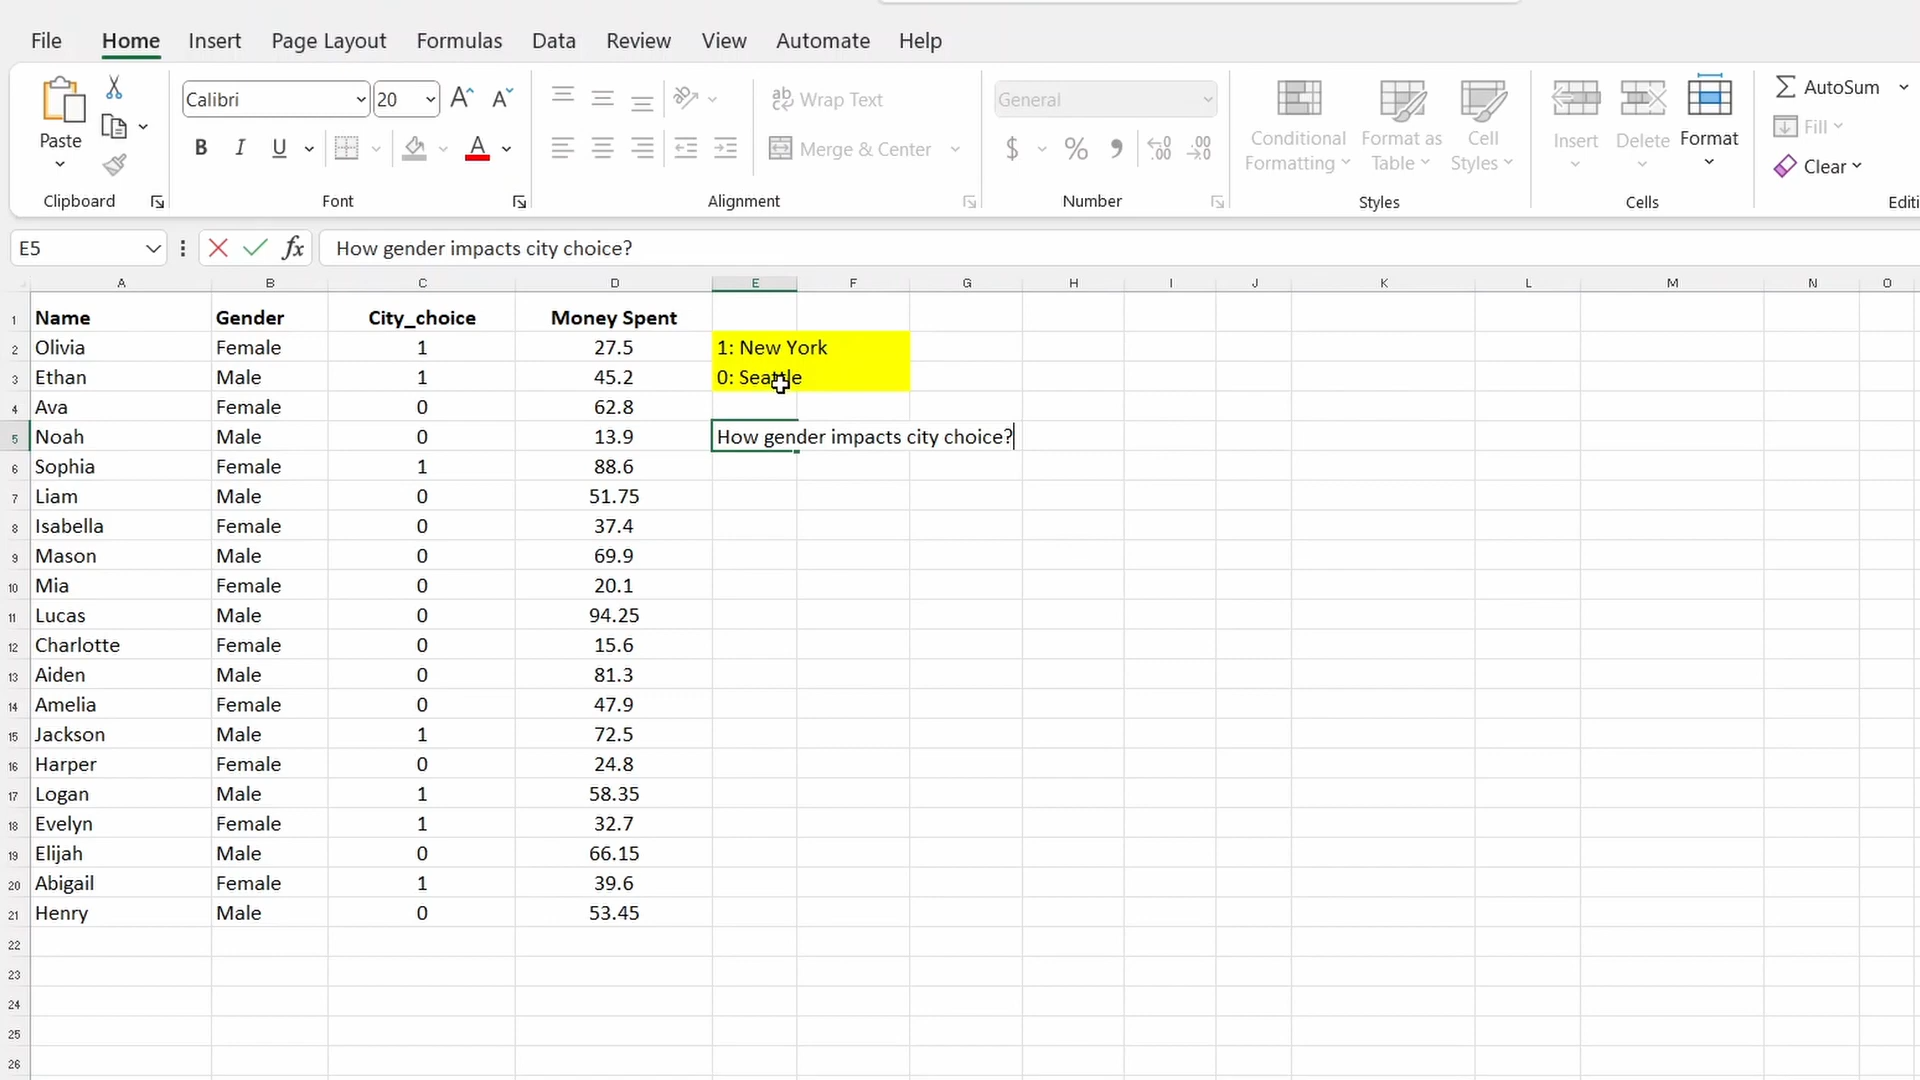 File Home Insert Page Layout Formulas Data Review View Automate Help
Calibri 20 A^ Aˇ ab Wrap Text General AutoSum
Paste B I U A Merge & Center $ % , Conditional Formatting Format as Table Cell Styles Insert Delete Format Fill Clear
Clipboard Font Alignment Number Styles Cells Editi
E5 fx How gender impacts city choice?
A B C D E F G H I J K L M N O
1 Name Gender City_choice Money Spent
2 Olivia Female 1 27.5 1: New York
3 Ethan Male 1 45.2 0: Seattle
4 Ava Female 0 62.8
5 Noah Male 0 13.9 How gender impacts city choice?
6 Sophia Female 1 88.6
7 Liam Male 0 51.75
8 Isabella Female 0 37.4
9 Mason Male 0 69.9
10 Mia Female 0 20.1
11 Lucas Male 0 94.25
12 Charlotte Female 0 15.6
13 Aiden Male 0 81.3
14 Amelia Female 0 47.9
15 Jackson Male 1 72.5
16 Harper Female 0 24.8
17 Logan Male 1 58.35
18 Evelyn Female 1 32.7
19 Elijah Male 0 66.15
20 Abigail Female 1 39.6
21 Henry Male 0 53.45
22
23
24
25
26